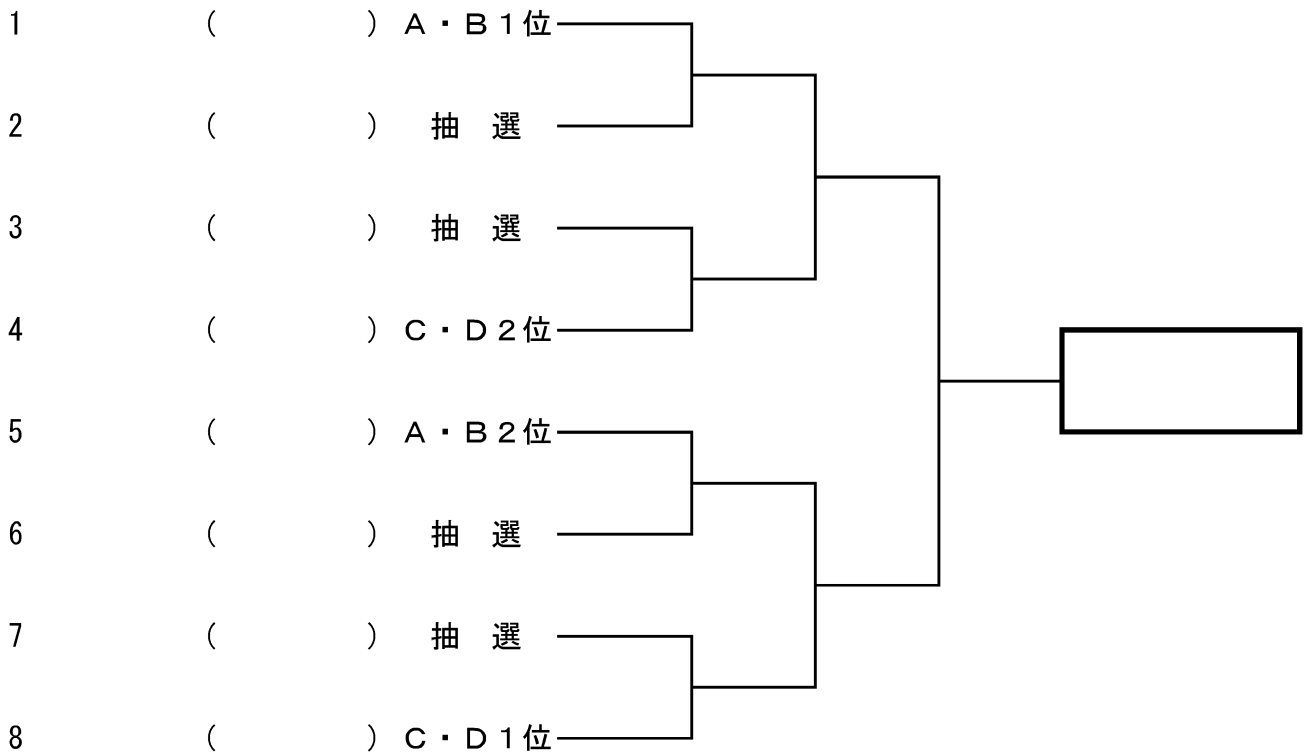 1 （ ） Ａ・Ｂ１位
2 （ ） 抽 選
3 （ ） 抽 選
4 （ ） Ｃ・Ｄ２位
5 （ ） Ａ・Ｂ２位
6 （ ） 抽 選
7 （ ） 抽 選
8 （ ） Ｃ・Ｄ１位